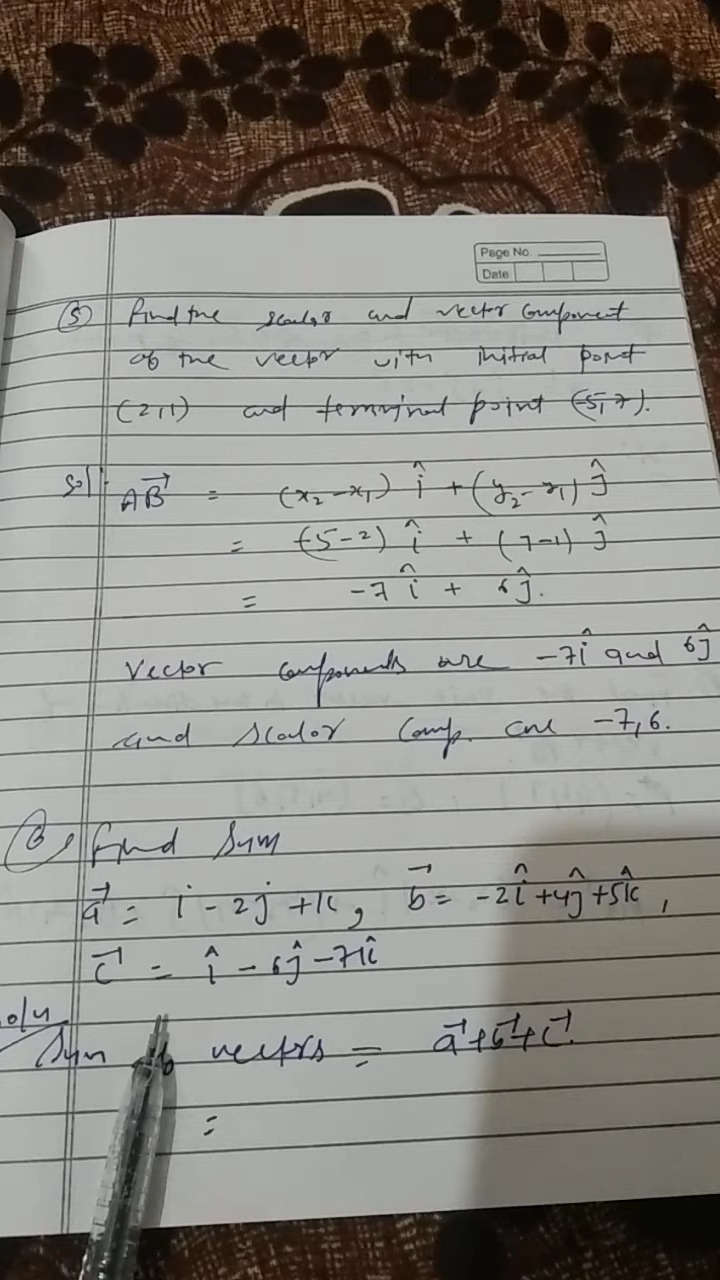 Page No
Date
(5) Find the scalar and vector component
of the vector with initial point
(2,1) and terminal point (-5,7).
Sol. AB→ = (x₂-x₁) î + (y₂-y₁) ĵ
= (-5-2) î + (7-1) ĵ
= -7 î + 6ĵ.
Vector components are -7î and 6ĵ
and scalar comp. are -7,6.
(6) Find Sum
a→ = i - 2j + k, b→ = -2î+4ĵ+5k̂,
c→ = î - 6ĵ - 7k̂
Soln
Sum of vectors = a→+b→+c→.
=